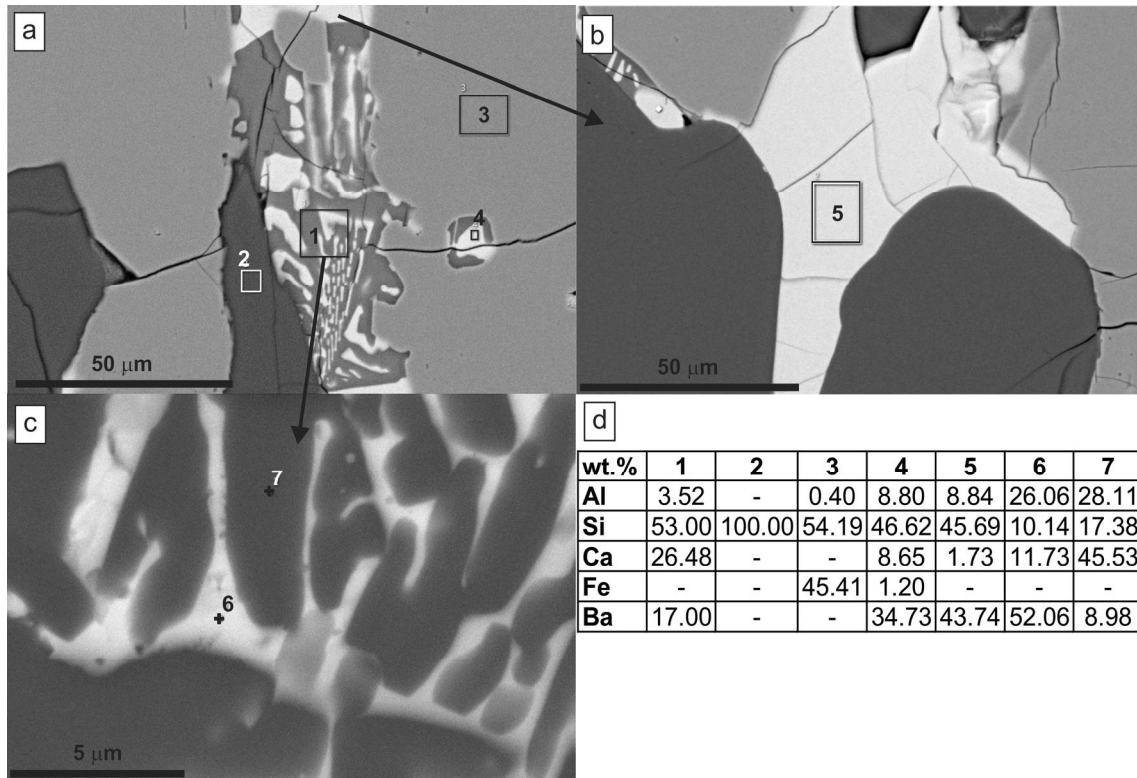 a
3
3
4
1
2
50 μm
b
5
50 μm
c
7
6
5 μm
d
wt.% 1 2 3 4 5 6 7
Al 3.52 - 0.40 8.80 8.84 26.06 28.11
Si 53.00 100.00 54.19 46.62 45.69 10.14 17.38
Ca 26.48 - - 8.65 1.73 11.73 45.53
Fe - - 45.41 1.20 - - -
Ba 17.00 - - 34.73 43.74 52.06 8.98